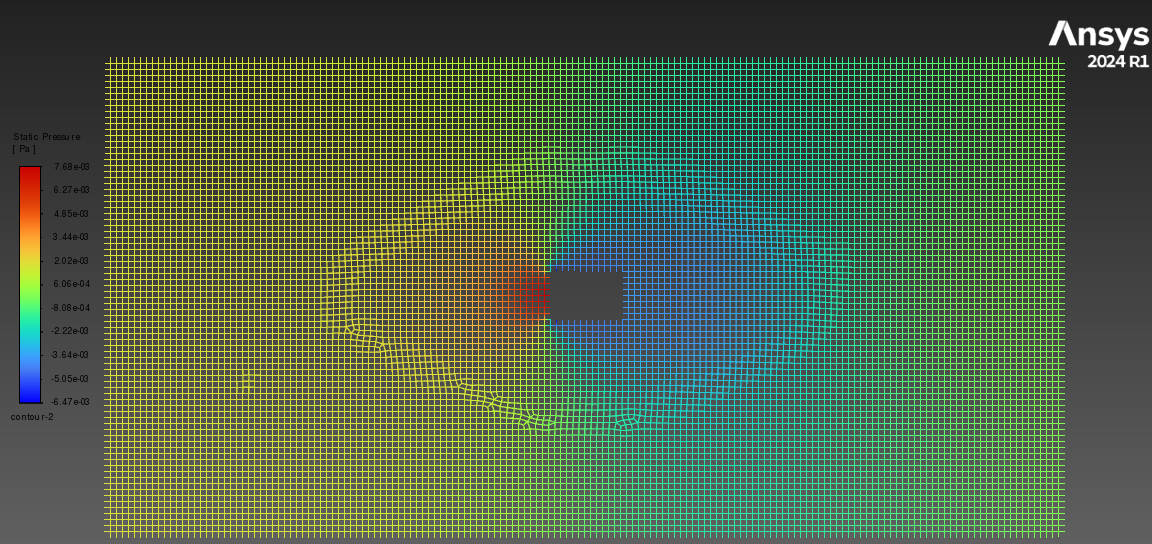 Ansys
2024 R1
Static Pressure
[ Pa ]
7.68e-03
6.27e-03
4.85e-03
3.44e-03
2.02e-03
6.06e-04
-8.08e-04
-2.22e-03
-3.64e-03
-5.05e-03
-6.47e-03
contour-2